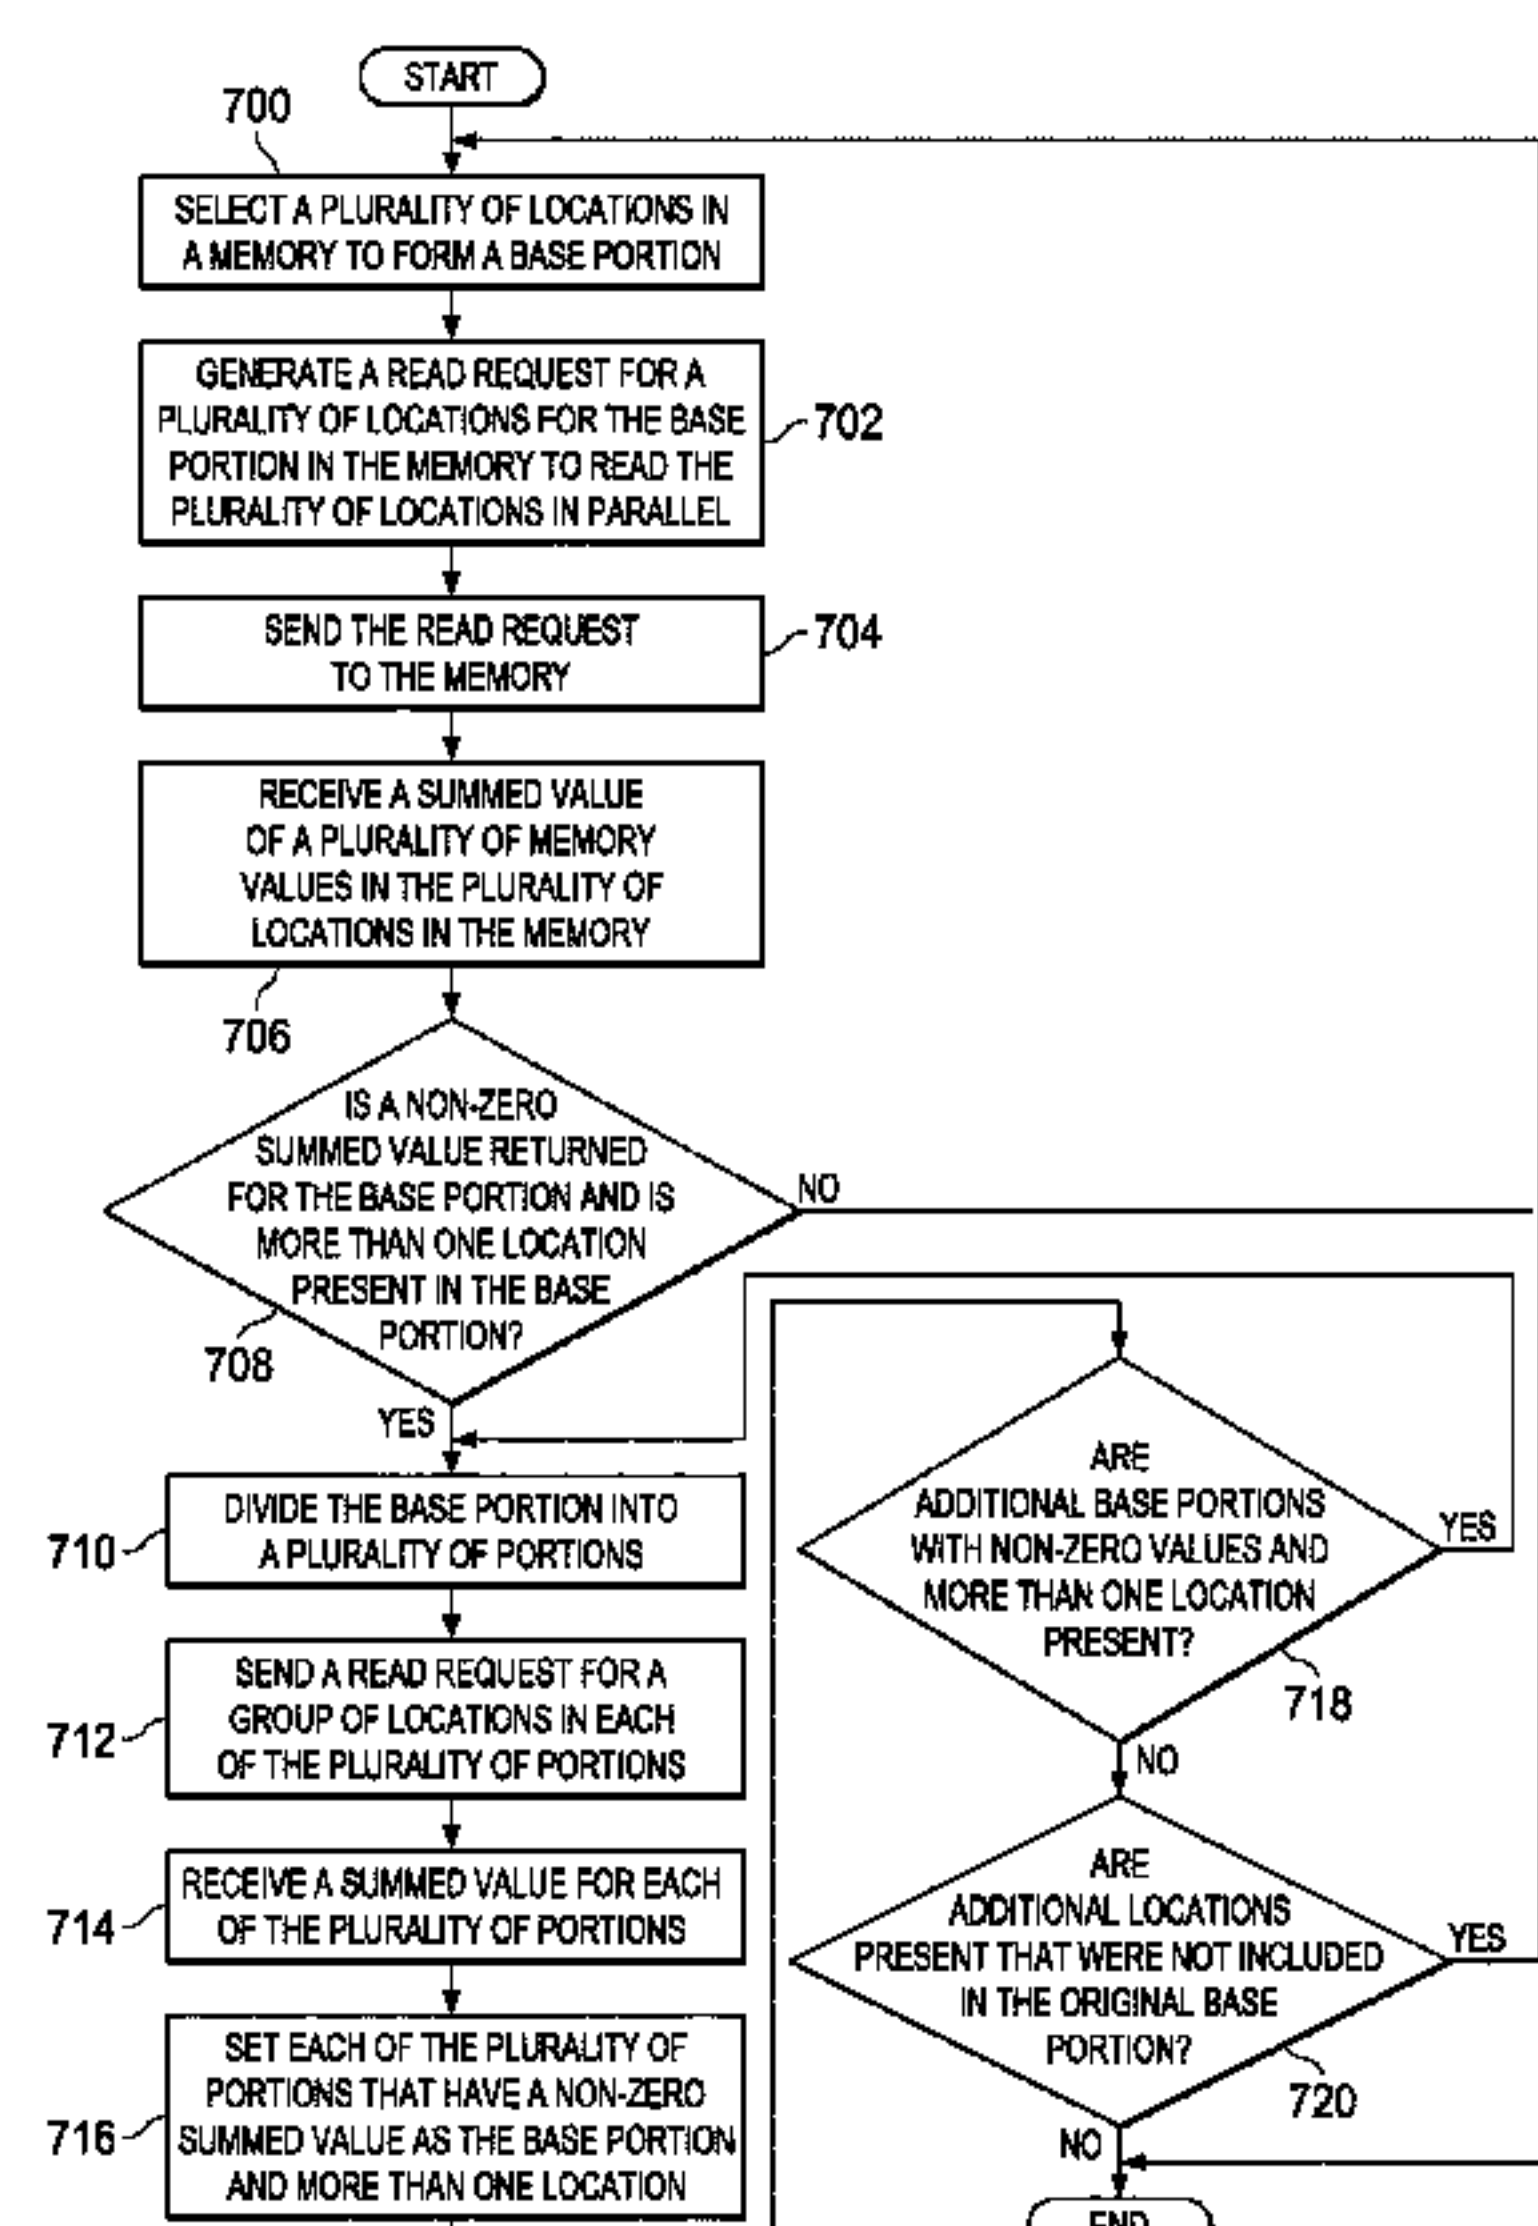 START
700
SELECT A PLURALITY OF LOCATIONS IN
A MEMORY TO FORM A BASE PORTION
GENERATE A READ REQUEST FOR A
PLURALITY OF LOCATIONS FOR THE BASE
PORTION IN THE MEMORY TO READ THE
PLURALITY OF LOCATIONS IN PARALLEL
702
SEND THE READ REQUEST
TO THE MEMORY
704
RECEIVE A SUMMED VALUE
OF A PLURALITY OF MEMORY
VALUES IN THE PLURALITY OF
LOCATIONS IN THE MEMORY
706
IS A NON-ZERO
SUMMED VALUE RETURNED
FOR THE BASE PORTION AND IS
MORE THAN ONE LOCATION
PRESENT IN THE BASE
PORTION?
NO
708
YES
DIVIDE THE BASE PORTION INTO
A PLURALITY OF PORTIONS
710
SEND A READ REQUEST FOR A
GROUP OF LOCATIONS IN EACH
OF THE PLURALITY OF PORTIONS
712
RECEIVE A SUMMED VALUE FOR EACH
OF THE PLURALITY OF PORTIONS
714
SET EACH OF THE PLURALITY OF
PORTIONS THAT HAVE A NON-ZERO
SUMMED VALUE AS THE BASE PORTION
AND MORE THAN ONE LOCATION
716
ARE
ADDITIONAL BASE PORTIONS
WITH NON-ZERO VALUES AND
MORE THAN ONE LOCATION
PRESENT?
YES
718
NO
ARE
ADDITIONAL LOCATIONS
PRESENT THAT WERE NOT INCLUDED
IN THE ORIGINAL BASE
PORTION?
YES
720
NO
END